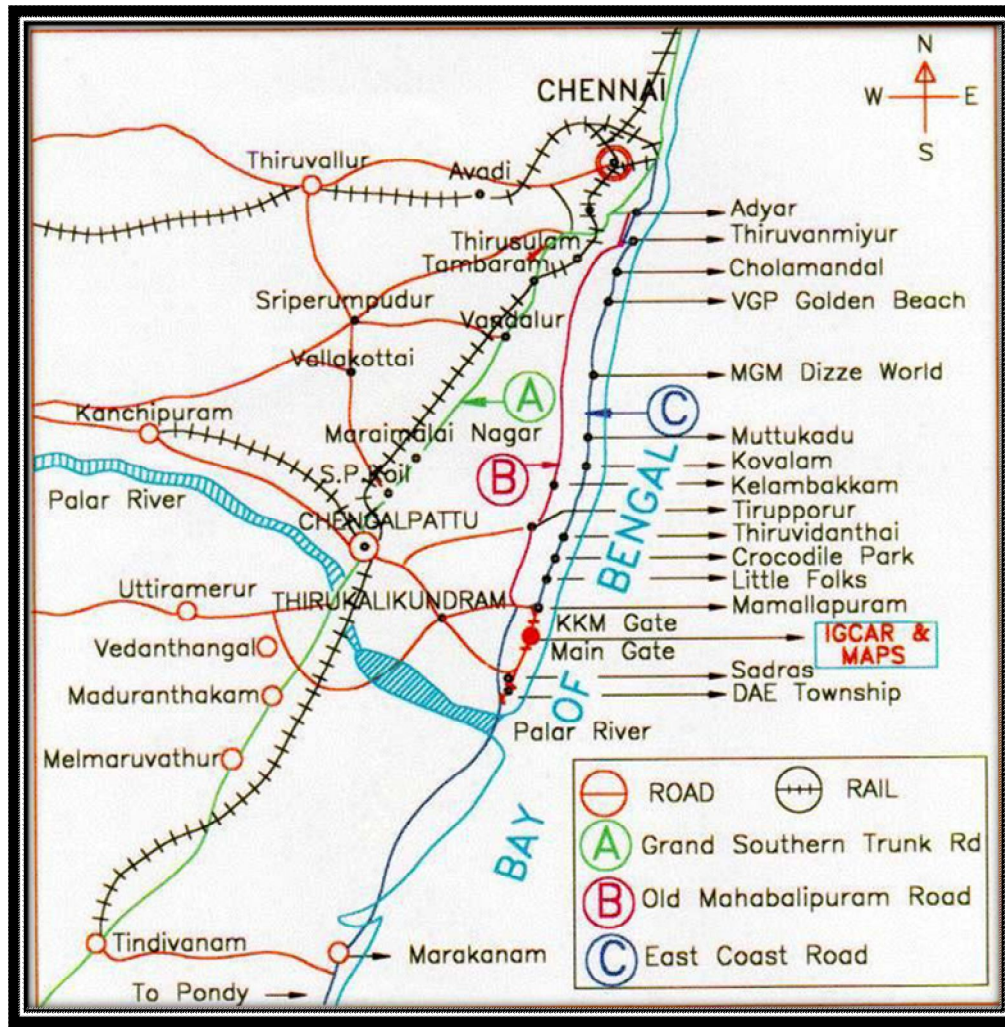 CHENNAI
N
W E
S
Thiruvallur
Avadi
Adyar
Thirusulam
Thiruvanmiyur
Tambaram
Cholamandal
Sriperumpudur
VGP Golden Beach
Vandalur
Vallakottai
MGM Dizze World
A
C
Kanchipuram
Maraimalai Nagar
Muttukadu
Kovalam
B
S.P.Koil
Kelambakkam
Palar River
Tirupporur
CHENGALPATTU
Thiruvidanthai
Crocodile Park
Little Folks
Uttiramerur
THIRUKALIKUNDRAM
Mamallapuram
KKM Gate
IGCAR &
MAPS
Vedanthangal
Main Gate
Sadras
Maduranthakam
DAE Township
Palar River
Melmaruvathur
BAY OF BENGAL
ROAD
RAIL
A Grand Southern Trunk Rd
B Old Mahabalipuram Road
C East Coast Road
Tindivanam
Marakanam
To Pondy